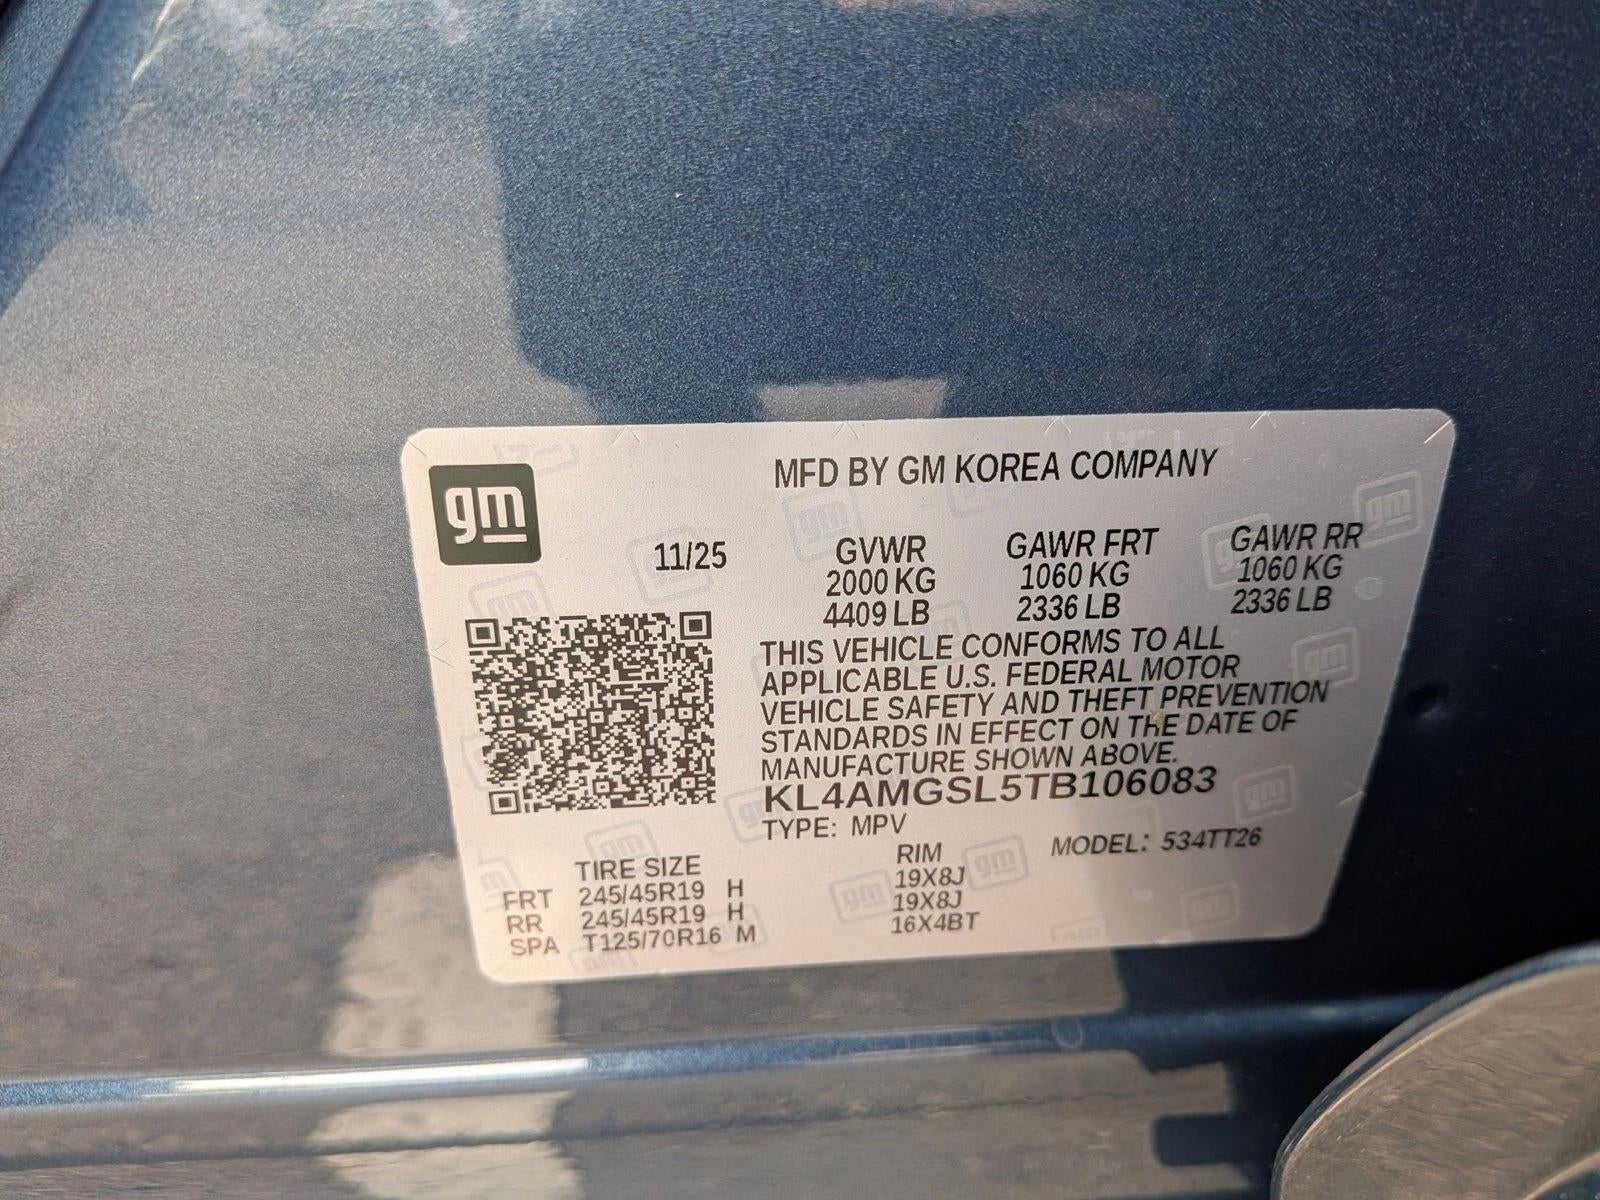 gm
MFD BY GM KOREA COMPANY
11/25
GVWR GAWR FRT GAWR RR
2000 KG 1060 KG 1060 KG
4409 LB 2336 LB 2336 LB
THIS VEHICLE CONFORMS TO ALL
APPLICABLE U.S. FEDERAL MOTOR
VEHICLE SAFETY AND THEFT PREVENTION
STANDARDS IN EFFECT ON THE DATE OF
MANUFACTURE SHOWN ABOVE.
KL4AMGSL5TB106083
TYPE: MPV MODEL: 534TT26
TIRE SIZE RIM
FRT 245/45R19 H 19X8J
RR 245/45R19 H 19X8J
SPA T125/70R16 M 16X4BT